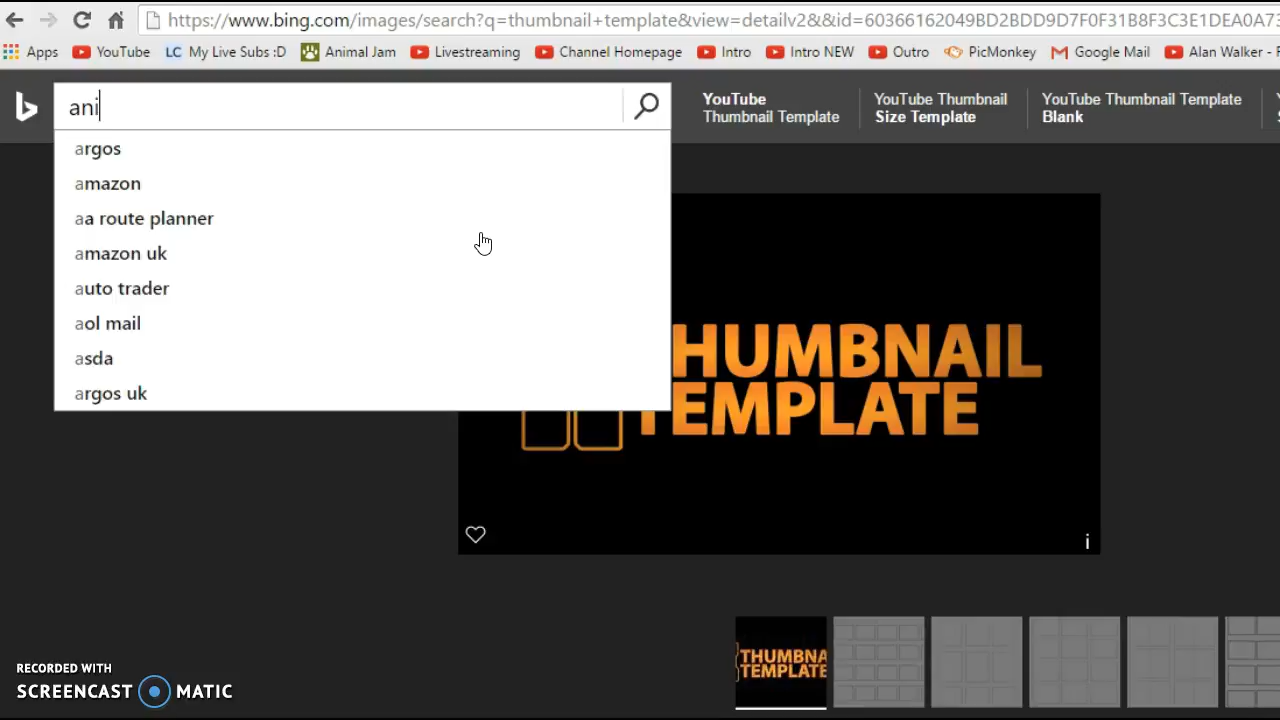 https://www.bing.com/images/search?q=thumbnail+template&view=detailv2&&id=60366162049BD2BDD9D7F0F31B8F3C3E1DEA0A73
Apps YouTube LC My Live Subs :D Animal Jam Livestreaming Channel Homepage Intro Intro NEW Outro PicMonkey Google Mail Alan Walker -
ani
YouTube
Thumbnail Template
YouTube Thumbnail
Size Template
YouTube Thumbnail Template
Blank
argos
amazon
aa route planner
amazon uk
auto trader
aol mail
asda
argos uk
HUMBNAIL
TEMPLATE
i
THUMBNA
TEMPLATE
RECORDED WITH
SCREENCAST MATIC